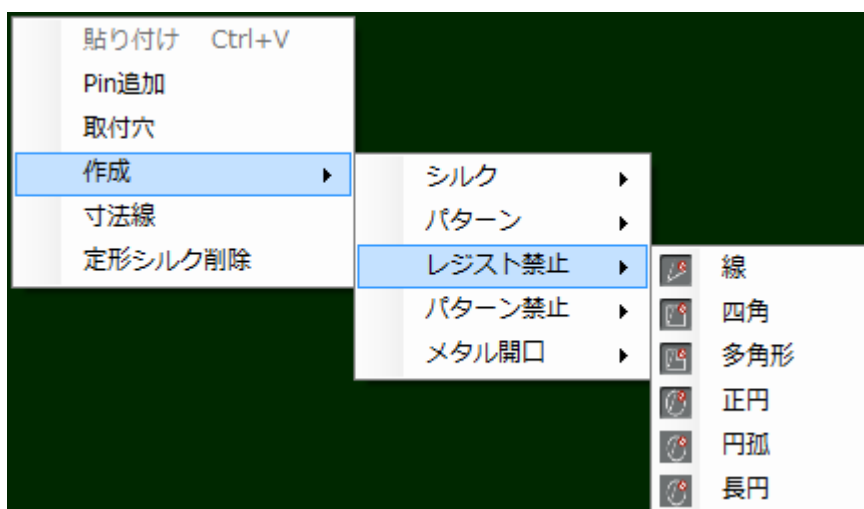 貼り付け Ctrl+V
Pin追加
取付穴
作成
寸法線
定形シルク削除
シルク
パターン
レジスト禁止
パターン禁止
メタル開口
線
四角
多角形
正円
円弧
長円